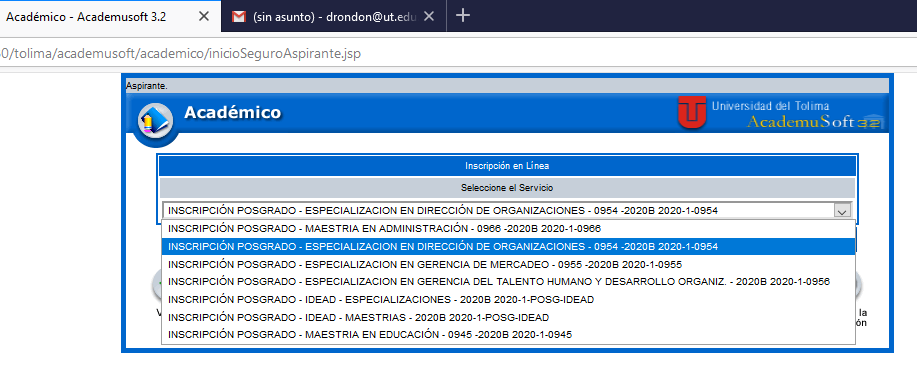 Académico - Academusoft 3.2
(sin asunto) - drondon@ut.edu
0/tolima/academusoft/academico/inicioSeguroAspirante.jsp
Aspirante.
Académico
Universidad del Tolima
AcademuSoft 3.2
Inscripción en Línea
Seleccione el Servicio
INSCRIPCIÓN POSGRADO - ESPECIALIZACION EN DIRECCIÓN DE ORGANIZACIONES - 0954 -2020B 2020-1-0954
INSCRIPCIÓN POSGRADO - MAESTRIA EN ADMINISTRACIÓN - 0966 -2020B 2020-1-0966
INSCRIPCIÓN POSGRADO - ESPECIALIZACION EN DIRECCIÓN DE ORGANIZACIONES - 0954 -2020B 2020-1-0954
INSCRIPCIÓN POSGRADO - ESPECIALIZACION EN GERENCIA DE MERCADEO - 0955 -2020B 2020-1-0955
INSCRIPCIÓN POSGRADO - ESPECIALIZACION EN GERENCIA DEL TALENTO HUMANO Y DESARROLLO ORGANIZ. - 2020B 2020-1-0956
INSCRIPCIÓN POSGRADO - IDEAD - ESPECIALIZACIONES - 2020B 2020-1-POSG-IDEAD
INSCRIPCIÓN POSGRADO - IDEAD - MAESTRIAS - 2020B 2020-1-POSG-IDEAD
INSCRIPCIÓN POSGRADO - MAESTRIA EN EDUCACIÓN - 0945 -2020B 2020-1-0945
V
la
ón